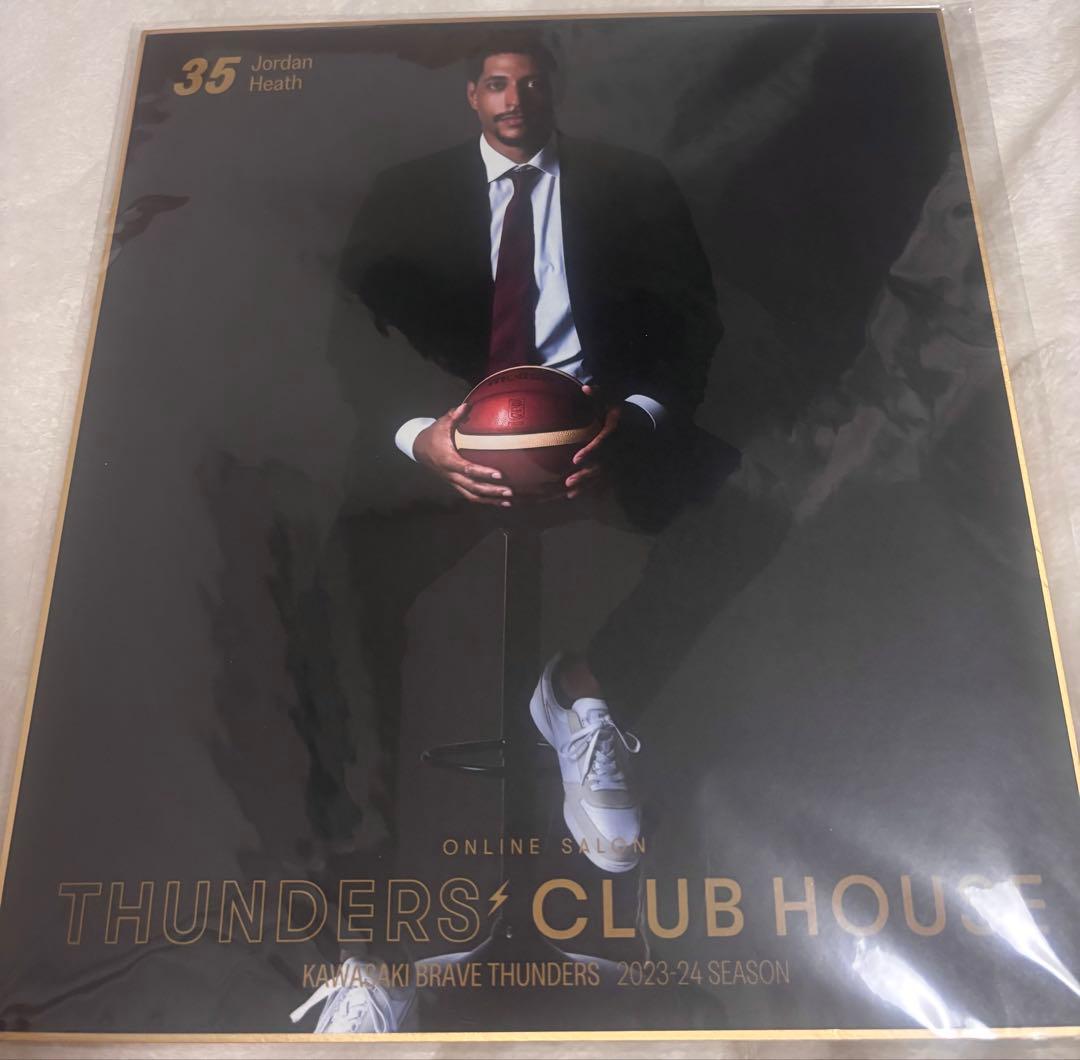 35 Jordan
Heath
ONLINE SALON
THUNDERS' CLUB HOUSE
KAWASAKI BRAVE THUNDERS 2023-24 SEASON